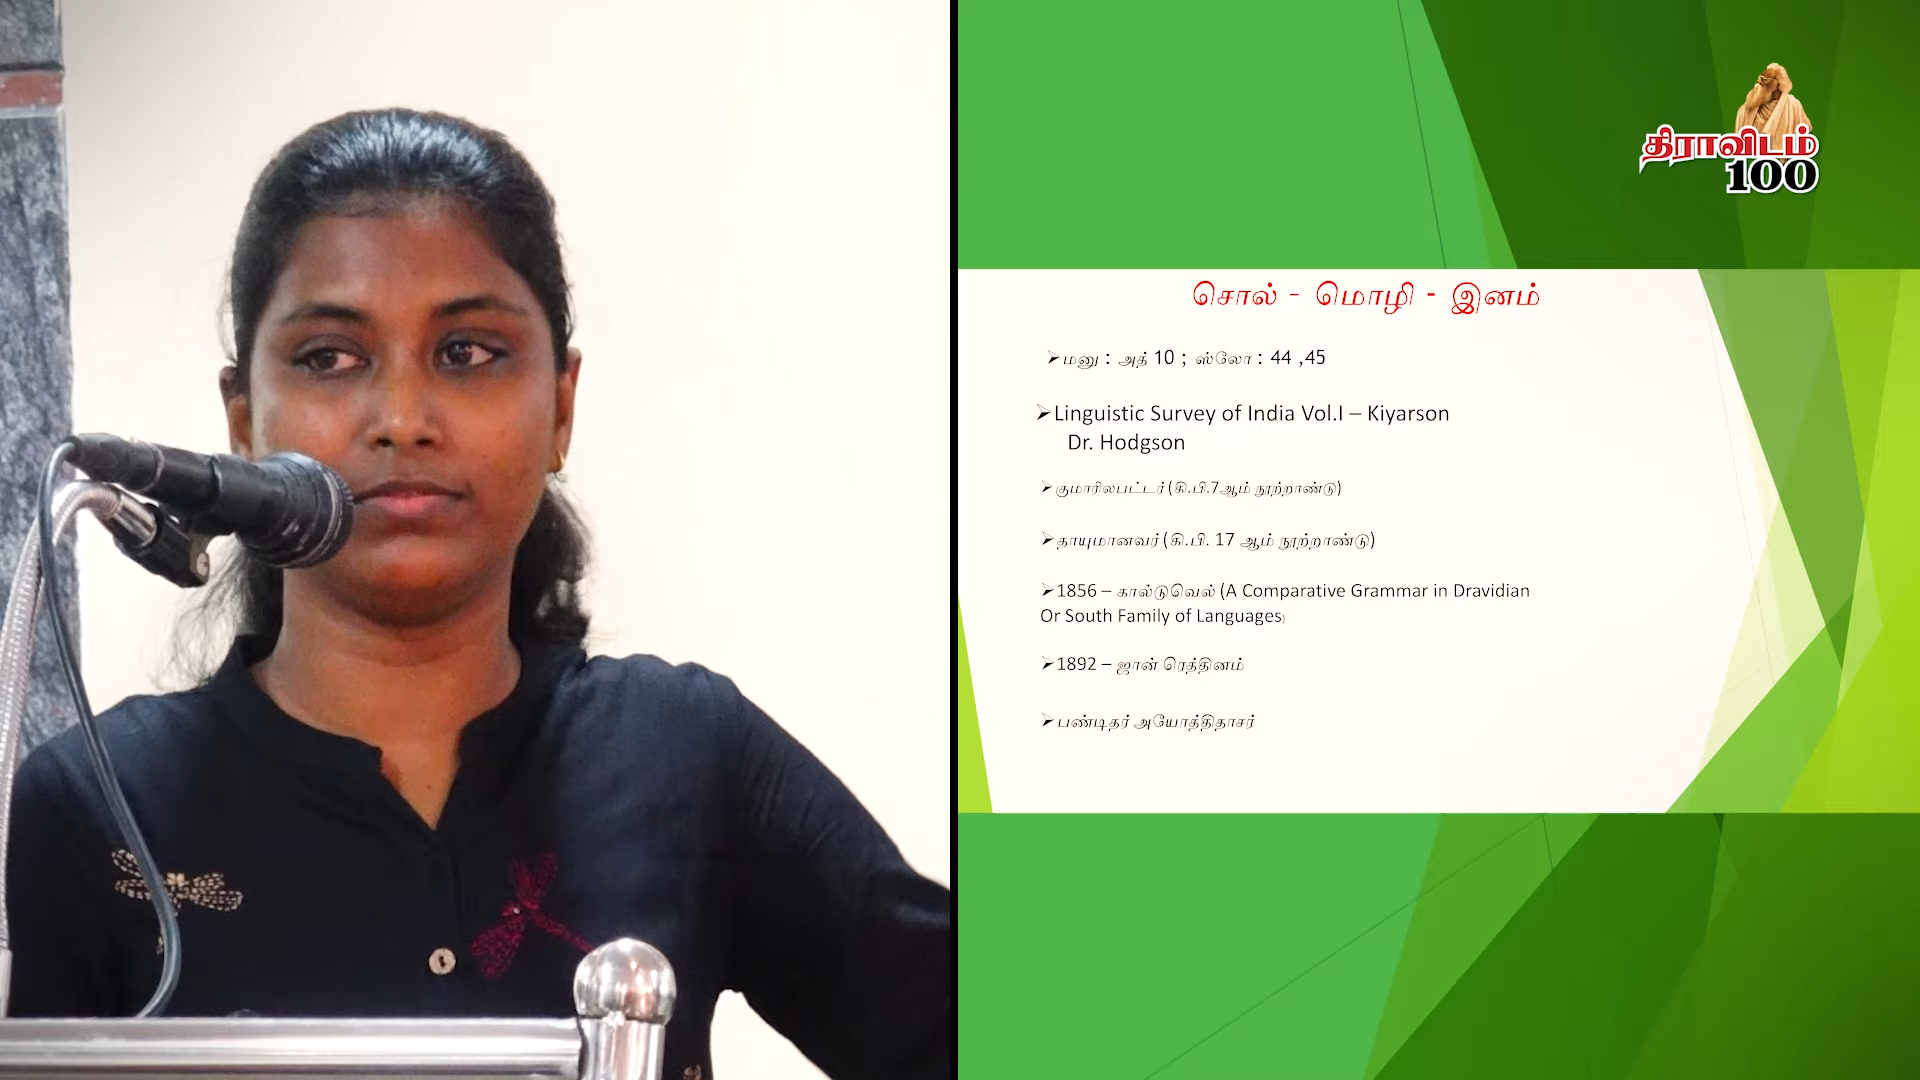 திராவிடம்
100
சொல் - மொழி - இனம்
➢மனு : அத் 10 ; ஸ்லோ : 44 ,45
➢Linguistic Survey of India Vol.I – Kiyarson
Dr. Hodgson
➢குமாரிலபட்டர் (கி.பி.7ஆம் நூற்றாண்டு)
➢தாயுமானவர் (கி.பி. 17 ஆம் நூற்றாண்டு)
➢1856 – கால்டுவெல் (A Comparative Grammar in Dravidian
Or South Family of Languages)
➢1892 – ஜான் ரெத்தினம்
➢பண்டிதர் அயோத்திதாசர்